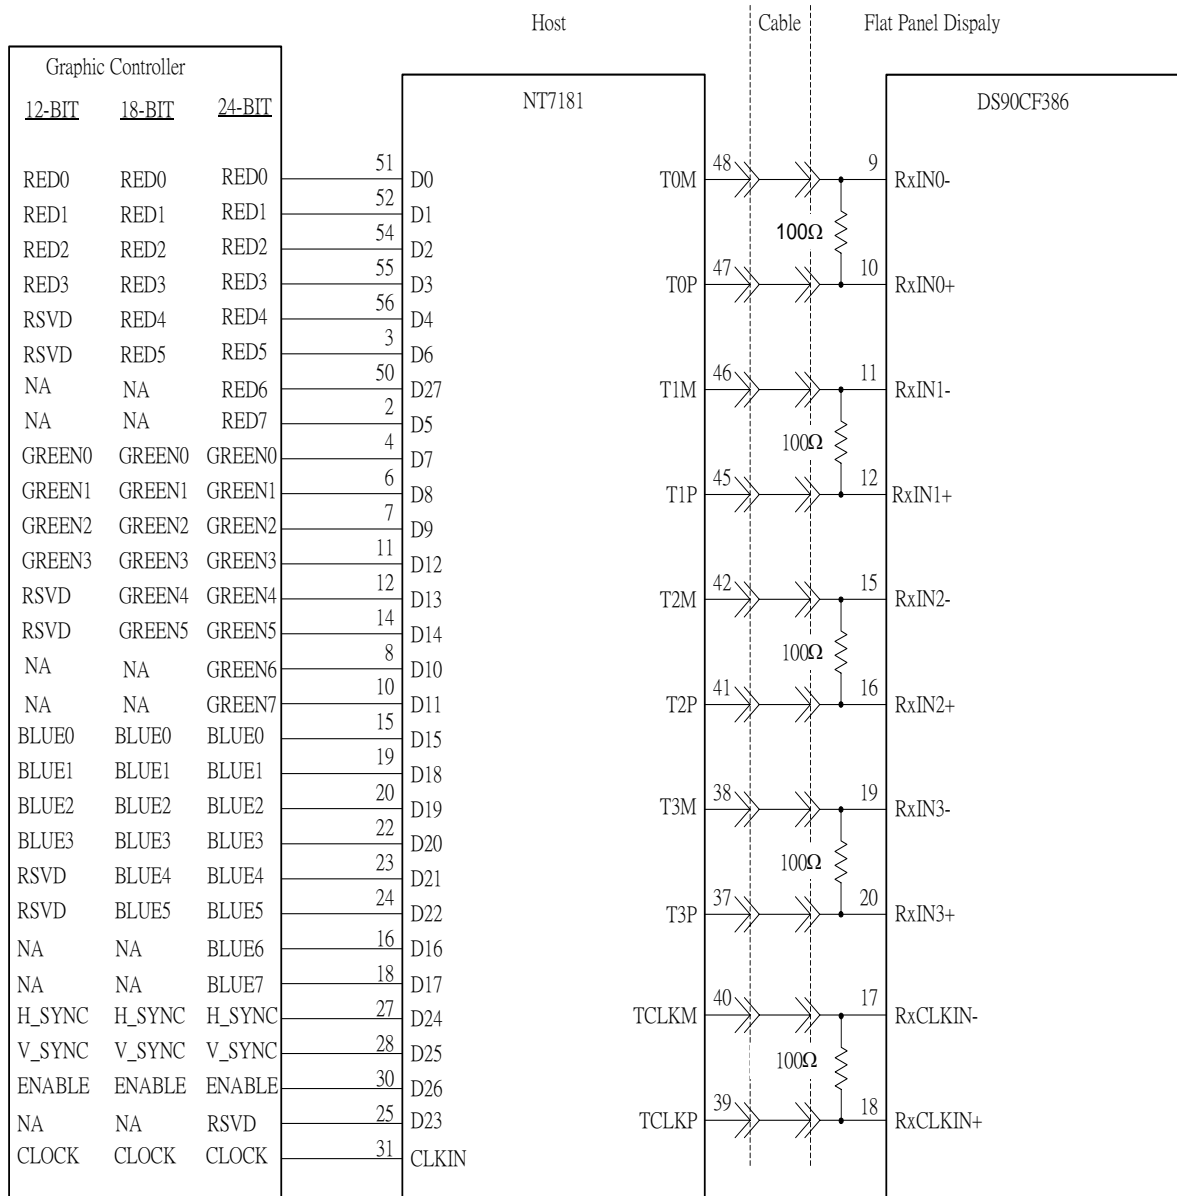 Host Cable Flat Panel Dispaly
Graphic Controller
NT7181 DS90CF386
12-BIT 18-BIT 24-BIT
RED0 RED0 RED0 51 D0 T0M 48 9 RxIN0-
RED1 RED1 RED1 52 D1
100Ω
RED2 RED2 RED2 54 D2
RED3 RED3 RED3 55 D3 T0P 47 10 RxIN0+
RSVD RED4 RED4 56 D4
RSVD RED5 RED5 3 D6
NA NA RED6 50 D27 T1M 46 11 RxIN1-
NA NA RED7 2 D5
100Ω
GREEN0 GREEN0 GREEN0 4 D7
GREEN1 GREEN1 GREEN1 6 D8 T1P 45 12 RxIN1+
GREEN2 GREEN2 GREEN2 7 D9
GREEN3 GREEN3 GREEN3 11 D12
RSVD GREEN4 GREEN4 12 D13 T2M 42 15 RxIN2-
RSVD GREEN5 GREEN5 14 D14
100Ω
NA NA GREEN6 8 D10
NA NA GREEN7 10 D11 T2P 41 16 RxIN2+
BLUE0 BLUE0 BLUE0 15 D15
BLUE1 BLUE1 BLUE1 19 D18
BLUE2 BLUE2 BLUE2 20 D19 T3M 38 19 RxIN3-
BLUE3 BLUE3 BLUE3 22 D20
100Ω
RSVD BLUE4 BLUE4 23 D21
RSVD BLUE5 BLUE5 24 D22 T3P 37 20 RxIN3+
NA NA BLUE6 16 D16
NA NA BLUE7 18 D17
H_SYNC H_SYNC H_SYNC 27 D24 TCLKM 40 17 RxCLKIN-
V_SYNC V_SYNC V_SYNC 28 D25
100Ω
ENABLE ENABLE ENABLE 30 D26
NA NA RSVD 25 D23 TCLKP 39 18 RxCLKIN+
CLOCK CLOCK CLOCK 31 CLKIN